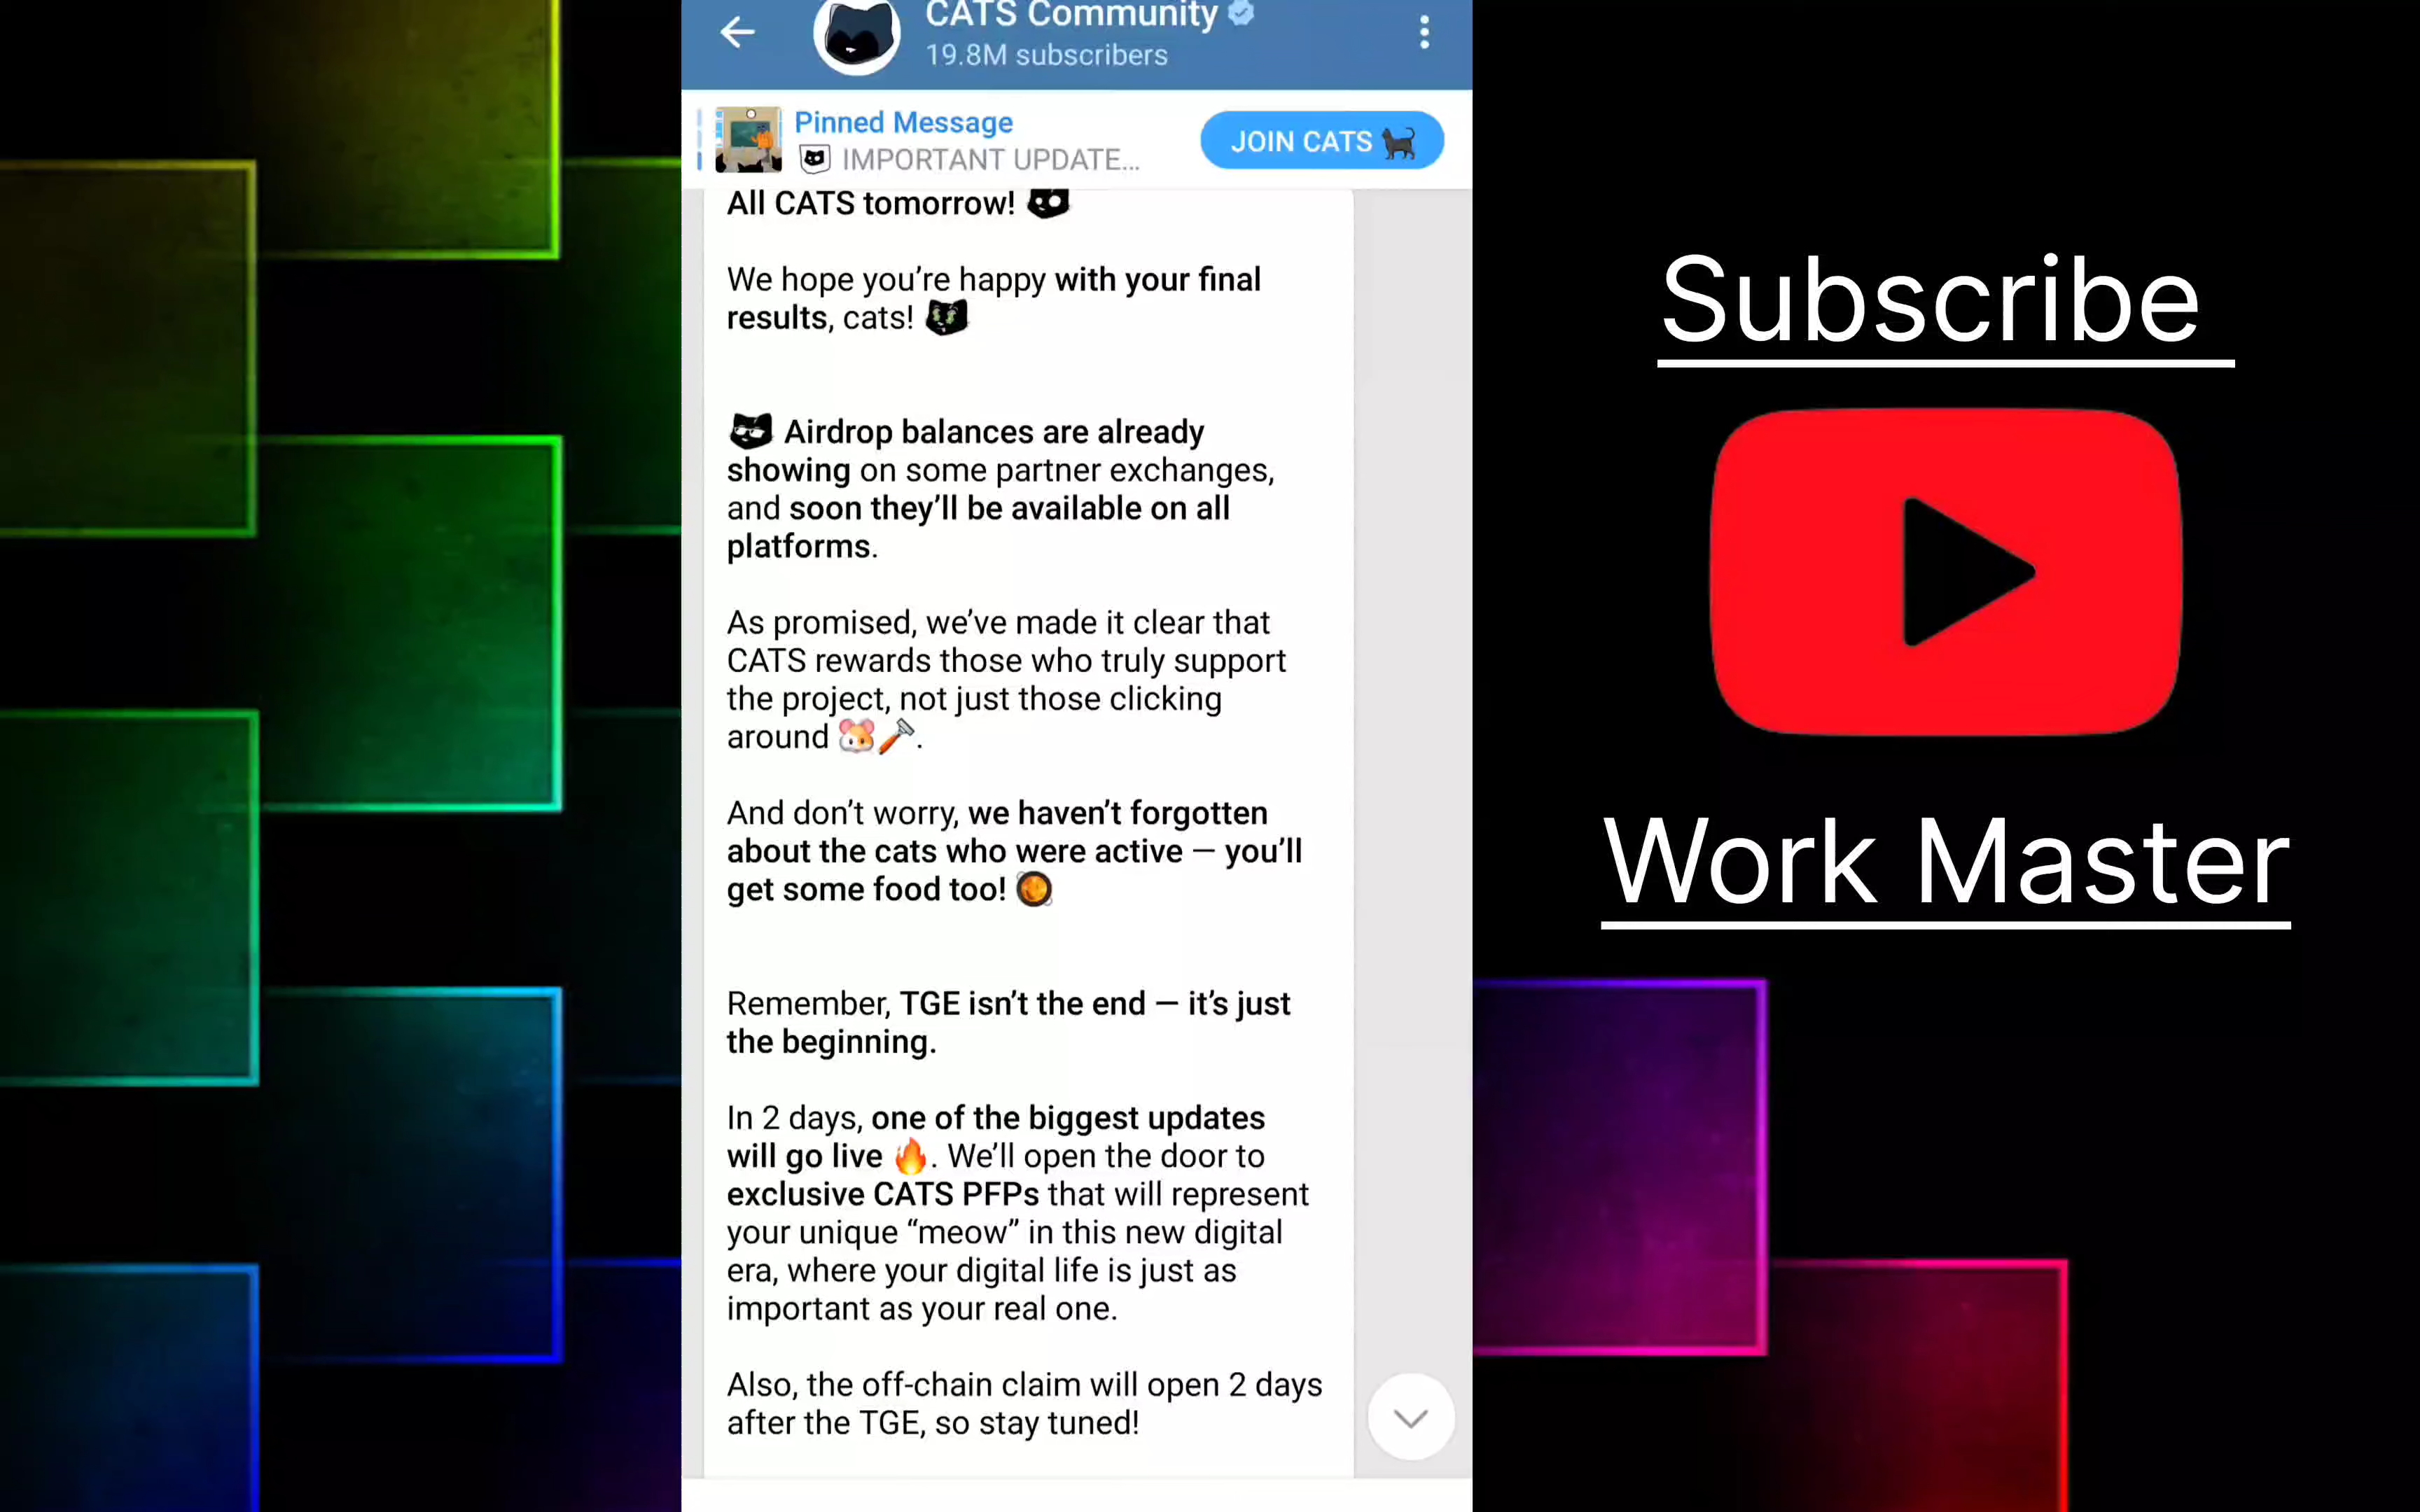 CATS Community
19.8M subscribers
Pinned Message
IMPORTANT UPDATE...
JOIN CATS
All CATS tomorrow!
We hope you’re happy with your final
results, cats!
Airdrop balances are already
showing on some partner exchanges,
and soon they’ll be available on all
platforms.
As promised, we’ve made it clear that
CATS rewards those who truly support
the project, not just those clicking
around 🐹🪒.
And don’t worry, we haven’t forgotten
about the cats who were active — you’ll
get some food too! 🥘
Remember, TGE isn’t the end — it’s just
the beginning.
In 2 days, one of the biggest updates
will go live 🔥. We’ll open the door to
exclusive CATS PFPs that will represent
your unique “meow” in this new digital
era, where your digital life is just as
important as your real one.
Also, the off-chain claim will open 2 days
after the TGE, so stay tuned!
Subscribe
Work Master